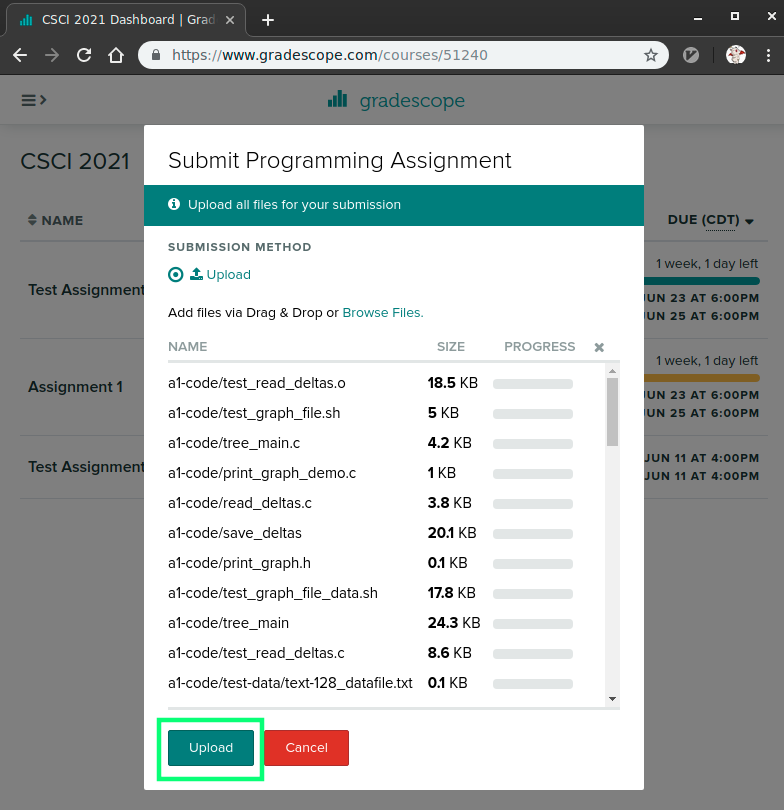 CSCI 2021 Dashboard | Grad
https://www.gradescope.com/courses/51240
gradescope
CSCI 2021
Submit Programming Assignment
Upload all files for your submission
NAME
DUE (CDT)
SUBMISSION METHOD
Upload
Test Assignment
1 week, 1 day left
JUN 23 AT 6:00PM
JUN 25 AT 6:00PM
Add files via Drag & Drop or Browse Files.
NAME SIZE PROGRESS
Assignment 1
1 week, 1 day left
JUN 23 AT 6:00PM
JUN 25 AT 6:00PM
Test Assignment
JUN 11 AT 4:00PM
JUN 11 AT 4:00PM
a1-code/test_read_deltas.o 18.5 KB
a1-code/test_graph_file.sh 5 KB
a1-code/tree_main.c 4.2 KB
a1-code/print_graph_demo.c 1 KB
a1-code/read_deltas.c 3.8 KB
a1-code/save_deltas 20.1 KB
a1-code/print_graph.h 0.1 KB
a1-code/test_graph_file_data.sh 17.8 KB
a1-code/tree_main 24.3 KB
a1-code/test_read_deltas.c 8.6 KB
a1-code/test-data/text-128_datafile.txt 0.1 KB
Upload Cancel